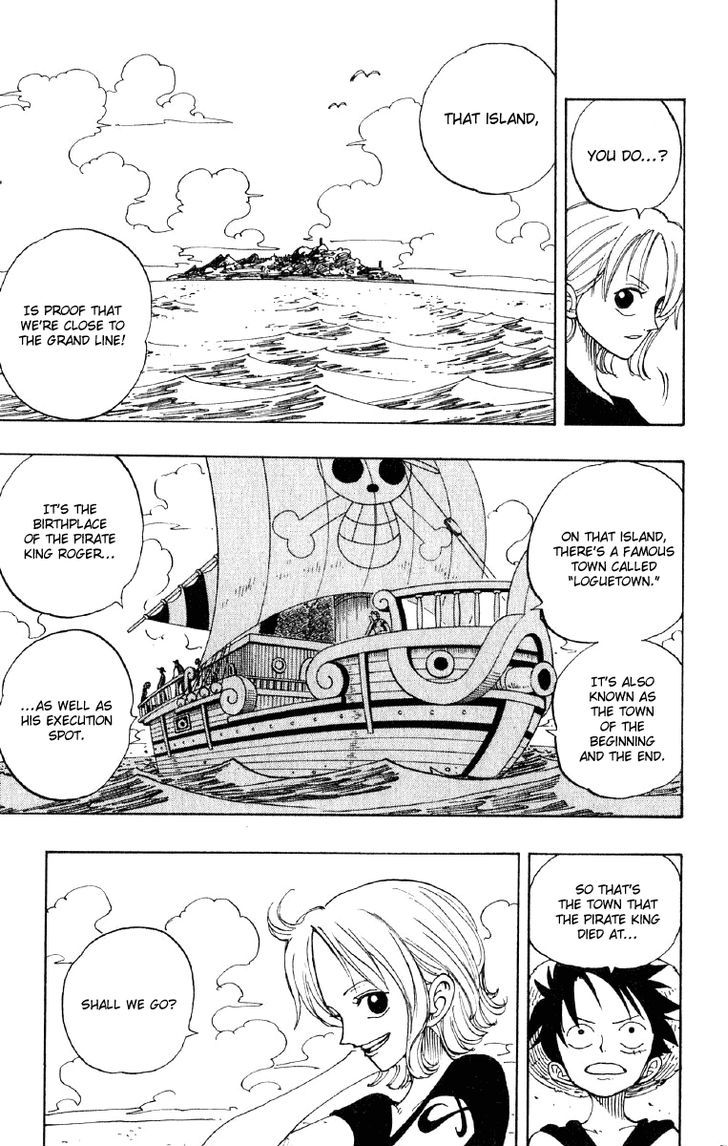 YOU DO...?
THAT ISLAND,
IS PROOF THAT
WE'RE CLOSE TO
THE GRAND LINE!
ON THAT ISLAND,
THERE'S A FAMOUS
TOWN CALLED
"LOGUETOWN."
IT'S ALSO
KNOWN AS
THE TOWN
OF THE
BEGINNING
AND THE END.
IT'S THE
BIRTHPLACE
OF THE PIRATE
KING ROGER...
...AS WELL AS
HIS EXECUTION
SPOT.
SO THAT'S
THE TOWN THAT
THE PIRATE KING
DIED AT...
SHALL WE GO?